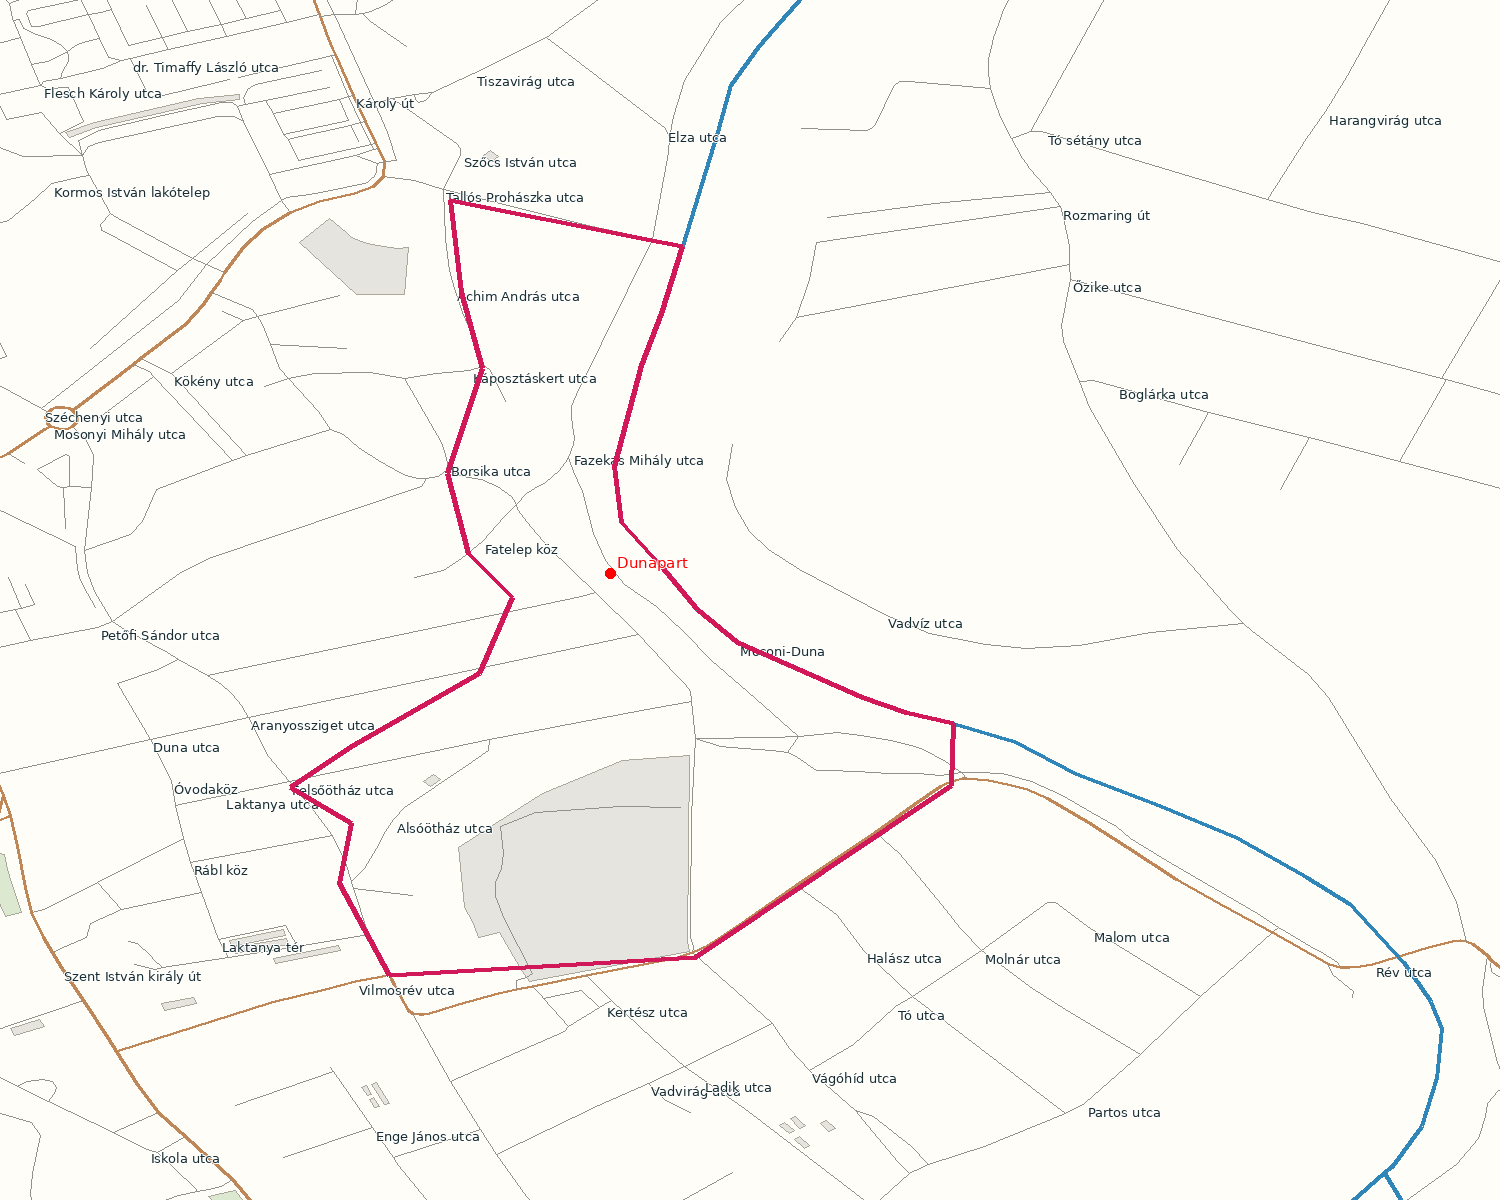 dr. Timaffy László utca
Tiszavirág utca
Flesch Károly utca
Károly út
Harangvirág utca
Elza utca
Tó sétány utca
Szőcs István utca
Kormos István lakótelep
Tallós Prohászka utca
Rozmaring út
Őzike utca
Áchim András utca
Káposztáskert utca
Kökény utca
Boglárka utca
Széchenyi utca
Mosonyi Mihály utca
Fazekas Mihály utca
Borsika utca
Fatelep köz
Dunapart
Vadvíz utca
Petőfi Sándor utca
Mosoni-Duna
Aranyossziget utca
Duna utca
Óvodaköz
Felsőötház utca
Laktanya utca
Alsóötház utca
Rábl köz
Malom utca
Laktanya tér
Halász utca
Molnár utca
Rév utca
Szent István király út
Vilmosrév utca
Kertész utca
Tó utca
Vágóhíd utca
Ladik utca
Vadvirág utca
Partos utca
Enge János utca
Iskola utca